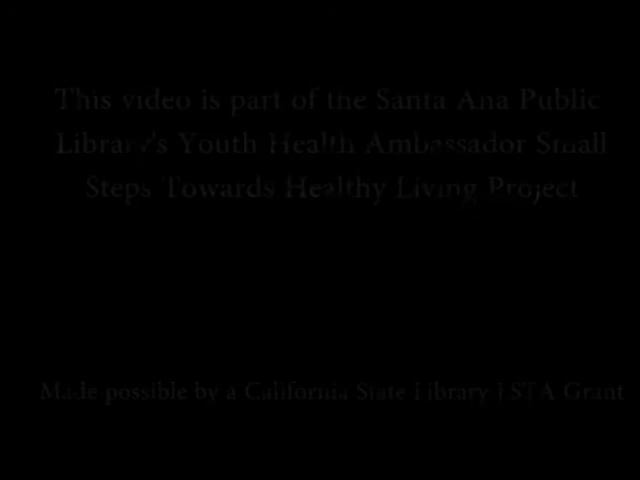 This video is part of the Santa Ana Public
Library's Youth Health Ambassador Small
Steps Towards Healthy Living Project
Made possible by a California State Library LSTA Grant